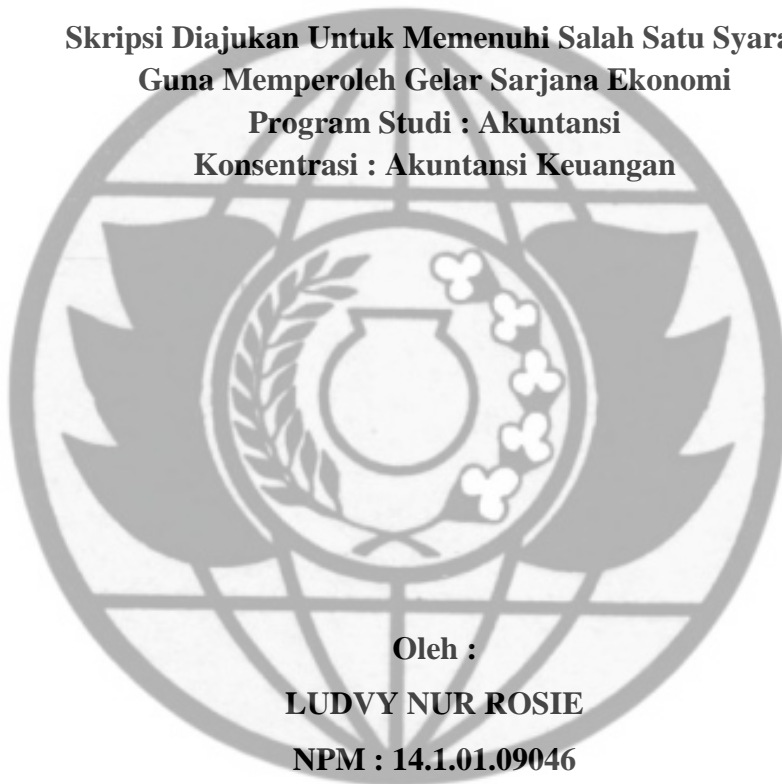 Skripsi Diajukan Untuk Memenuhi Salah Satu Syara
Guna Memperoleh Gelar Sarjana Ekonomi
Program Studi : Akuntansi
Konsentrasi : Akuntansi Keuangan
Oleh :
LUDVY NUR ROSIE
NPM : 14.1.01.09046